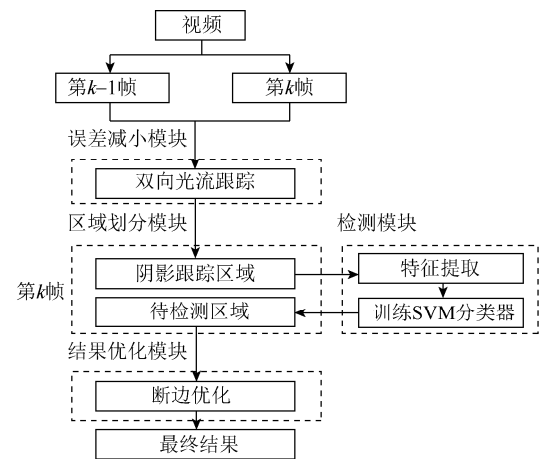 视频
第k-1帧
第k帧
误差减小模块
双向光流跟踪
区域划分模块
检测模块
阴影跟踪区域
特征提取
第k帧
待检测区域
训练SVM分类器
结果优化模块
断边优化
最终结果